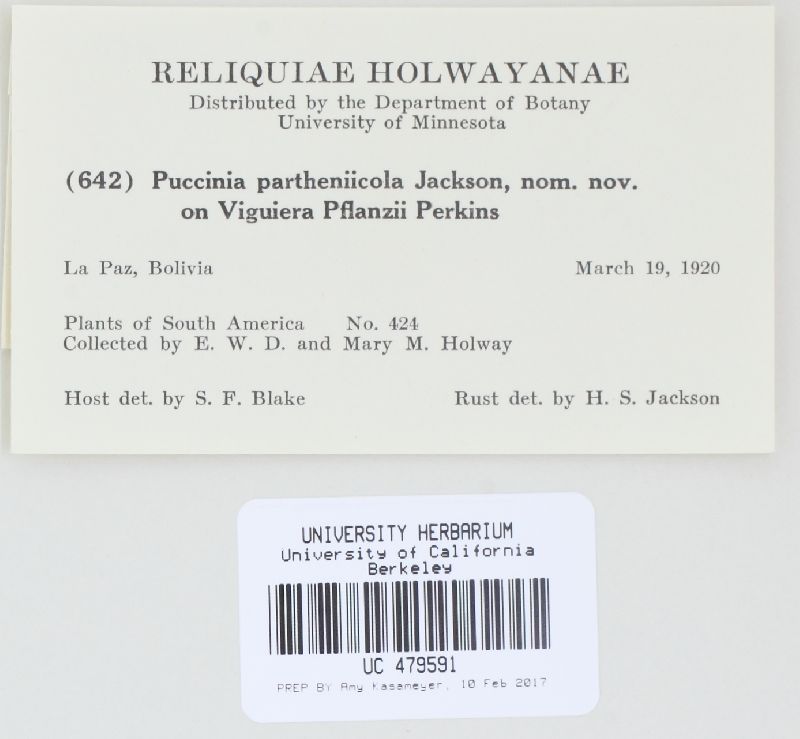 RELIQUIAE HOLWAYANAE
Distributed by the Department of Botany
University of Minnesota
(642) Puccinia partheniicola Jackson, nom. nov.
on Viguiera Pflanzii Perkins
La Paz, Bolivia March 19, 1920
Plants of South America No. 424
Collected by E. W. D. and Mary M. Holway
Host det. by S. F. Blake Rust det. by H. S. Jackson
UNIVERSITY HERBARIUM
University of California
Berkeley
UC 479591
PREP BY Amy Kasameyer, 10 Feb 2017